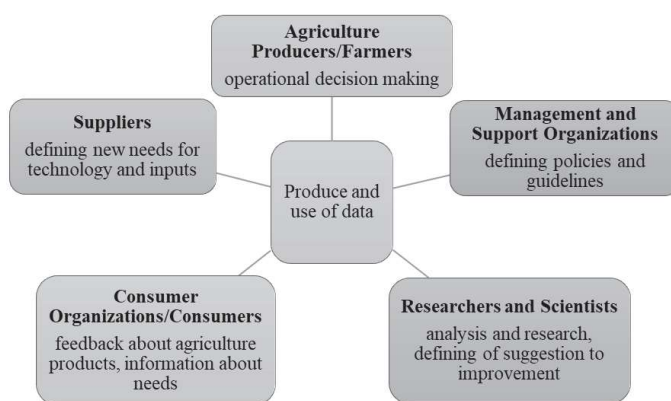 Agriculture
Producers/Farmers
operational decision making
Suppliers
defining new needs for
technology and inputs
Management and
Support Organizations
defining policies and
guidelines
Produce and
use of data
Consumer
Organizations/Consumers
feedback about agriculture
products, information about
needs
Researchers and Scientists
analysis and research,
defining of suggestion to
improvement